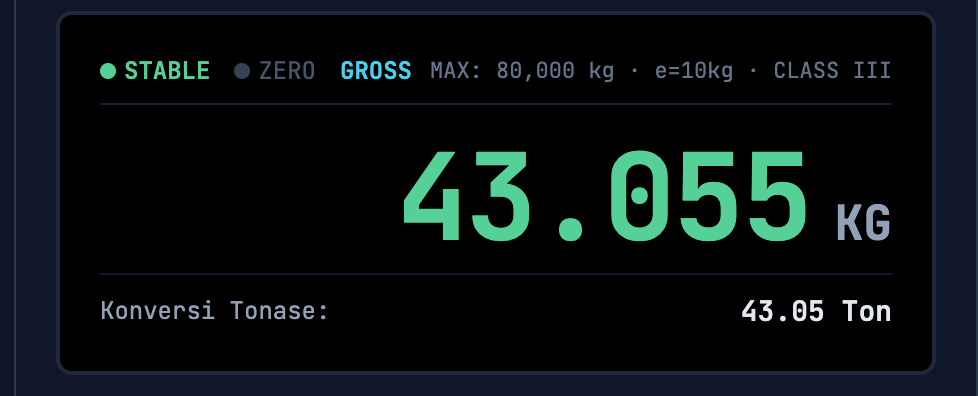 STABLE ZERO GROSS MAX: 80,000 kg · e=10kg · CLASS III
43.055 KG
Konversi Tonase: 43.05 Ton